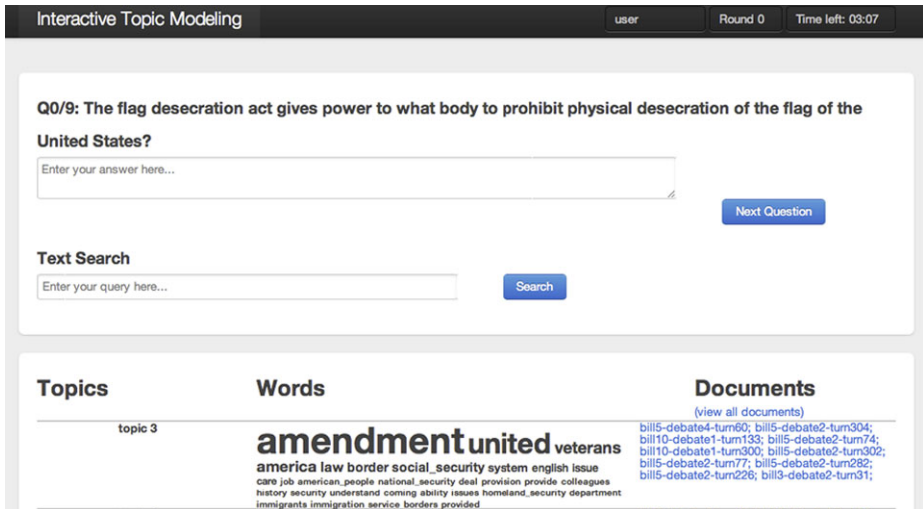 Interactive Topic Modeling
user
Round 0
Time left: 03:07
Q0/9: The flag desecration act gives power to what body to prohibit physical desecration of the flag of the
United States?
Enter your answer here...
Next Question
Text Search
Enter your query here...
Search
Topics
Words
Documents
(view all documents)
topic 3
amendment united veterans
america law border social_security system english issue
care job american_people national_security deal provision provide colleagues
history security understand coming ability issues homeland_security department
immigrants immigration service borders provided
bill5-debate4-turn60; bill5-debate2-turn304;
bill10-debate1-turn133; bill5-debate2-turn74;
bill10-debate1-turn300; bill5-debate2-turn302;
bill5-debate2-turn77; bill5-debate2-turn282;
bill5-debate2-turn226; bill3-debate2-turn31;